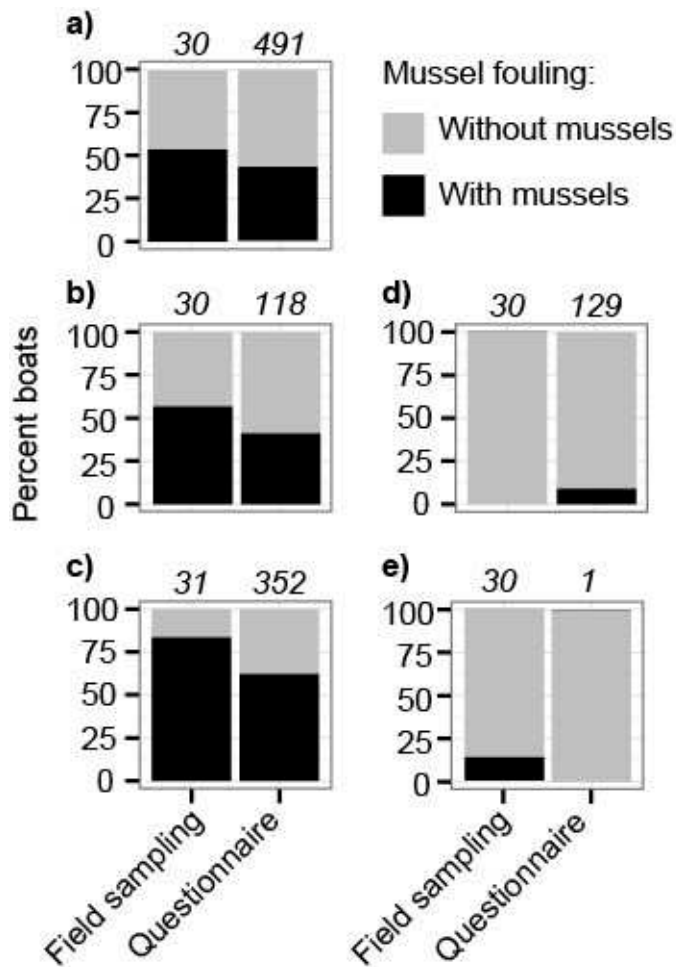 a)
30 491
100
75
50
25
0
Mussel fouling:
Without mussels
With mussels
Percent boats
b)
30 118
100
75
50
25
0
d)
30 129
100
75
50
25
0
c)
31 352
100
75
50
25
0
Field sampling
Questionnaire
e)
30 1
100
75
50
25
0
Field sampling
Questionnaire